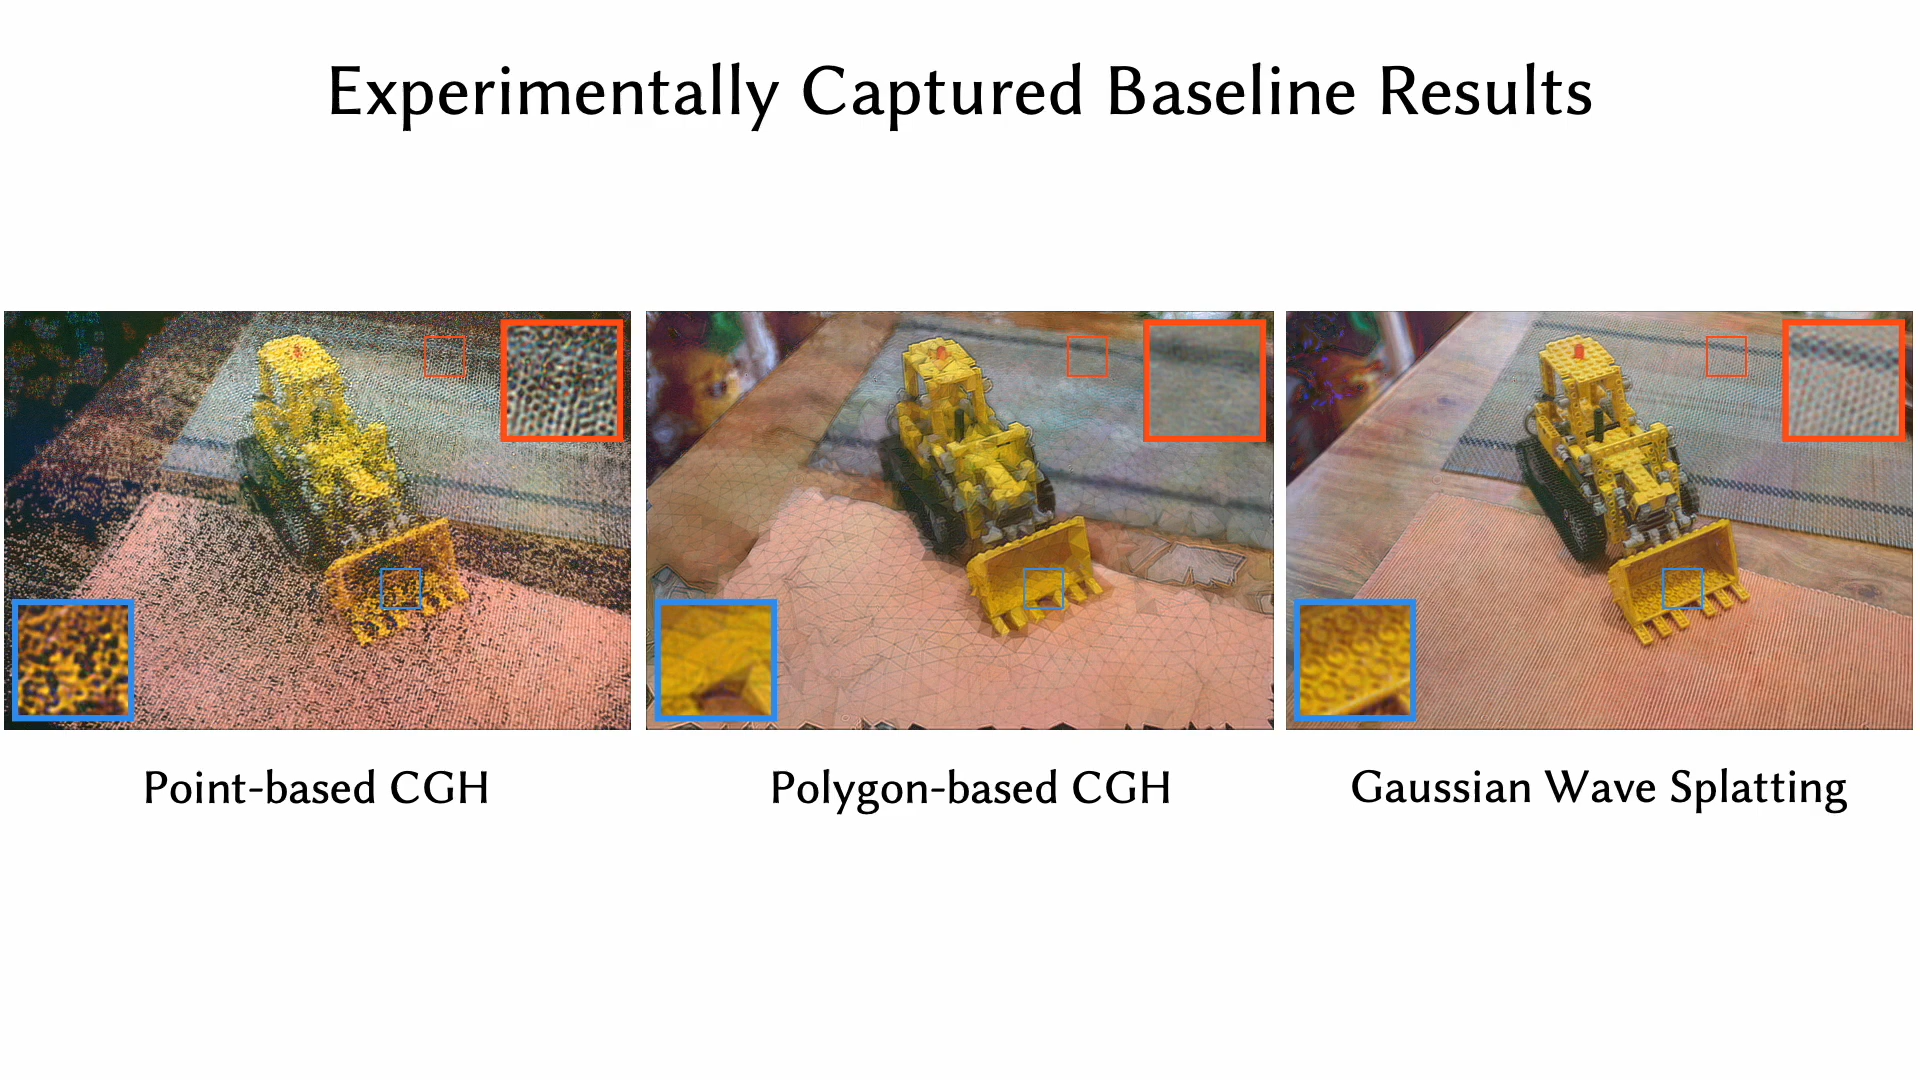 Experimentally Captured Baseline Results
Point-based CGH
Polygon-based CGH
Gaussian Wave Splatting